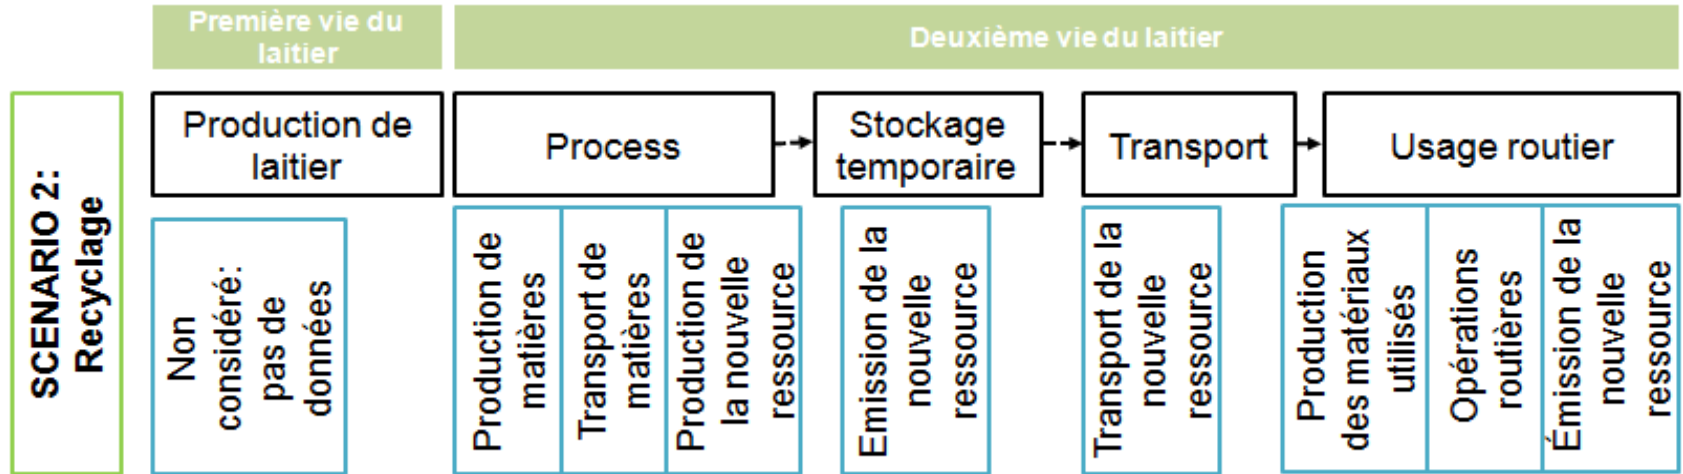 Première vie du
laitier
Deuxième vie du laitier
SCENARIO 2:
Recyclage
Production de
laitier
Process
Stockage
temporaire
Transport
Usage routier
Non
considéré:
pas de
données
Production de
matières
Transport de
matières
Production de
la nouvelle
ressource
Emission de la
nouvelle
ressource
Transport de la
nouvelle
ressource
Production
des matériaux
utilisés
Opérations
routières
Émission de la
nouvelle
ressource